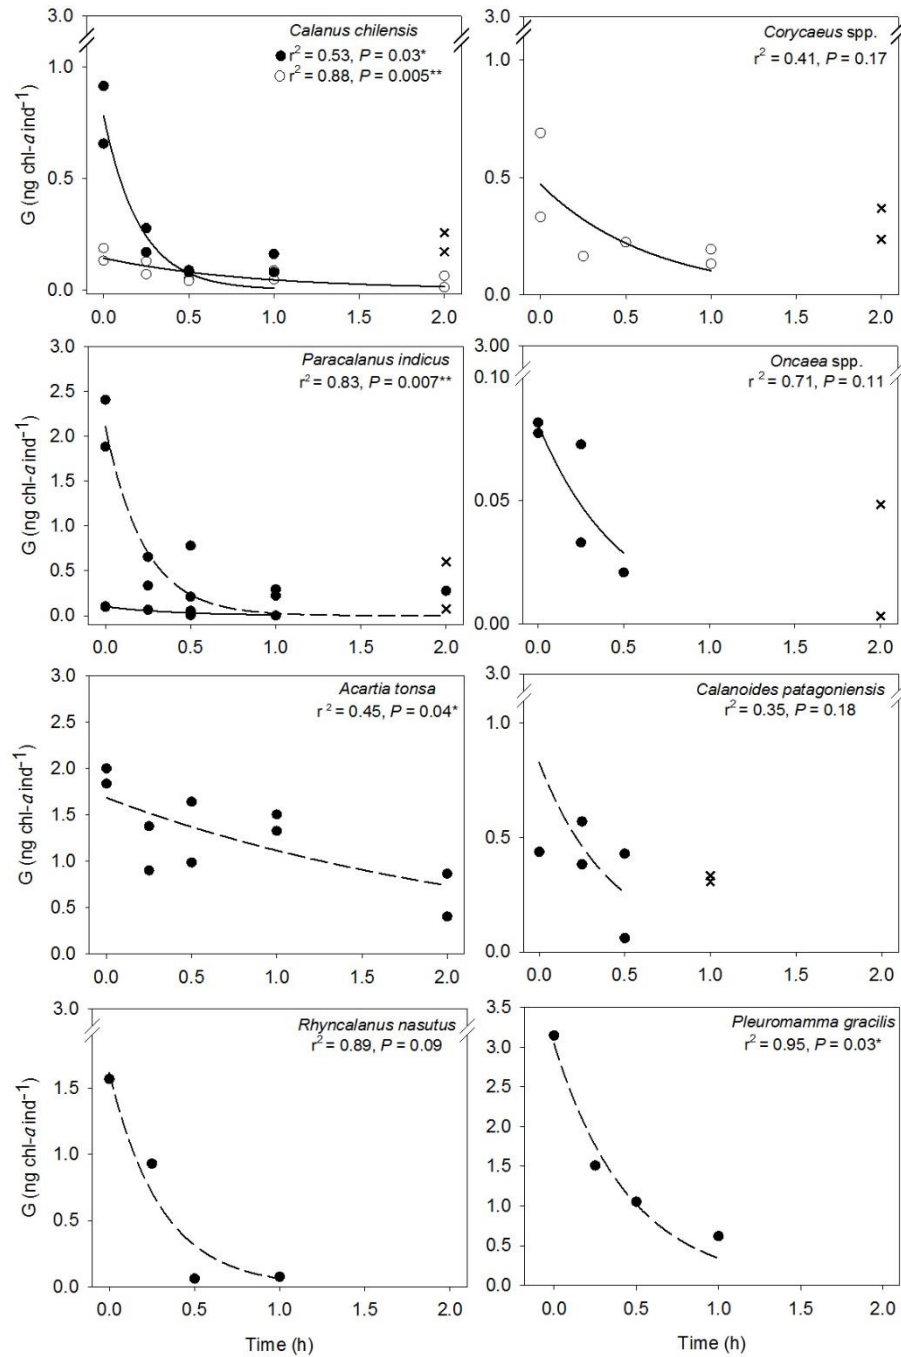 Calanus chilensis
r² = 0.53, P = 0.03*
r² = 0.88, P = 0.005**
3.0
1.0
0.5
0.0
G (ng chl-a ind⁻¹)
0.0 0.5 1.0 2.0
Corycaeus spp.
r² = 0.41, P = 0.17
3.0
1.0
0.5
0.0
0.0 0.5 1.0 2.0
Paracalanus indicus
r² = 0.83, P = 0.007**
3.0
2.5
2.0
1.5
1.0
0.5
0.0
G (ng chl-a ind⁻¹)
0.0 0.5 1.0 1.5 2.0
Oncaea spp.
r² = 0.71, P = 0.11
3.00
0.10
0.05
0.00
0.0 0.5 1.0 1.5 2.0
Acartia tonsa
r² = 0.45, P = 0.04*
3.0
2.5
2.0
1.5
1.0
0.5
0.0
G (ng chl-a ind⁻¹)
0.0 0.5 1.0 1.5 2.0
Calanoides patagoniensis
r² = 0.35, P = 0.18
3.0
1.0
0.5
0.0
0.0 0.5 1.0 1.5 2.0
Rhyncalanus nasutus
r² = 0.89, P = 0.09
3.0
1.5
1.0
0.5
0.0
G (ng chl-a ind⁻¹)
0.0 0.5 1.0 1.5 2.0
Time (h)
Pleuromamma gracilis
r² = 0.95, P = 0.03*
3.5
3.0
2.5
2.0
1.5
1.0
0.5
0.0
0.0 0.5 1.0 1.5 2.0
Time (h)